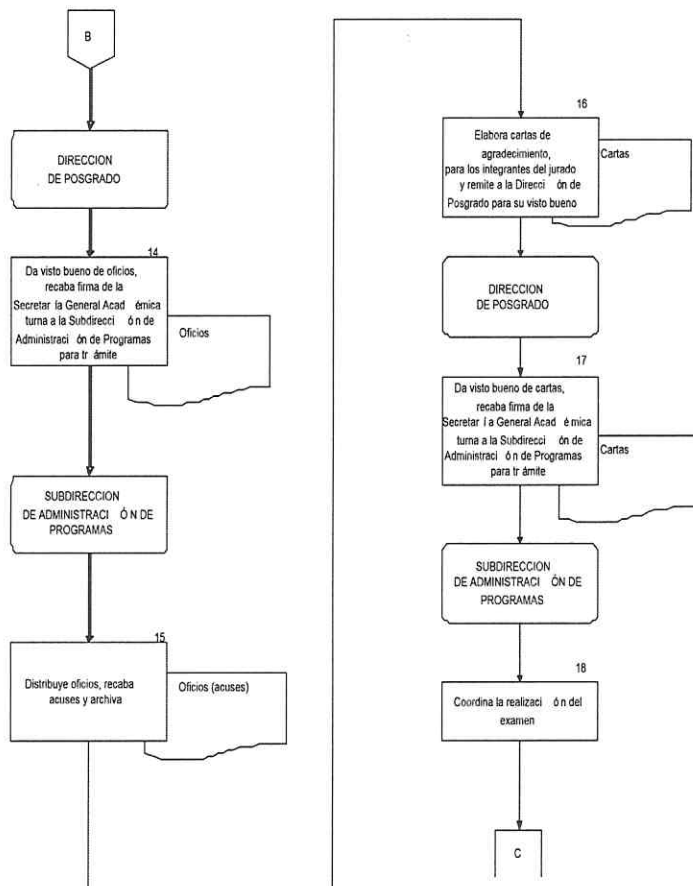 B
DIRECCION
DE POSGRADO
14
Da visto bueno de oficios,
recaba firma de la
Secretar ía General Acad émica
turna a la Subdirecci ón de
Administraci ón de Programas
para tr ámite
Oficios
SUBDIRECCION
DE ADMINISTRACI ÓN DE
PROGRAMAS
15
Distribuye oficios, recaba
acuses y archiva
Oficios (acuses)
16
Elabora cartas de
agradecimiento,
para los integrantes del jurado
y remite a la Direcci ón de
Posgrado para su visto bueno
Cartas
DIRECCION
DE POSGRADO
17
Da visto bueno de cartas,
recaba firma de la
Secretar ía General Acad émica
turna a la Subdirecci ón de
Administraci ón de Programas
para tr ámite
Cartas
SUBDIRECCION
DE ADMINISTRACI ÓN DE
PROGRAMAS
18
Coordina la realizaci ón del
examen
C